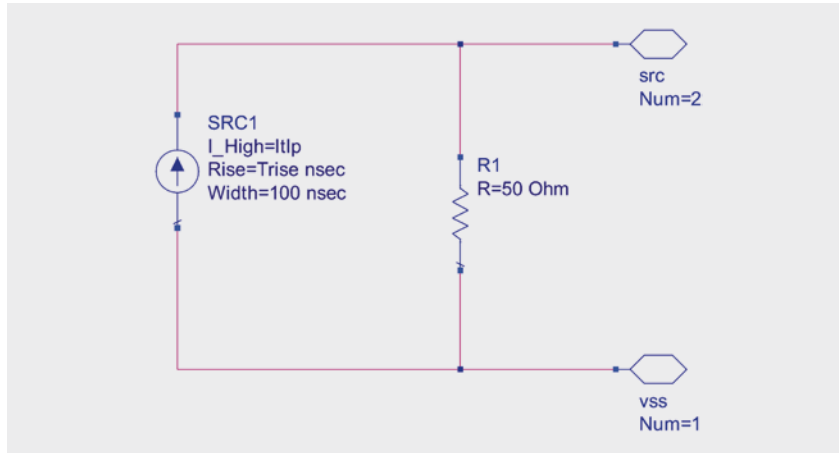 src
Num=2
SRC1
I_High=Itlp
Rise=Trise nsec
Width=100 nsec
R1
R=50 Ohm
vss
Num=1